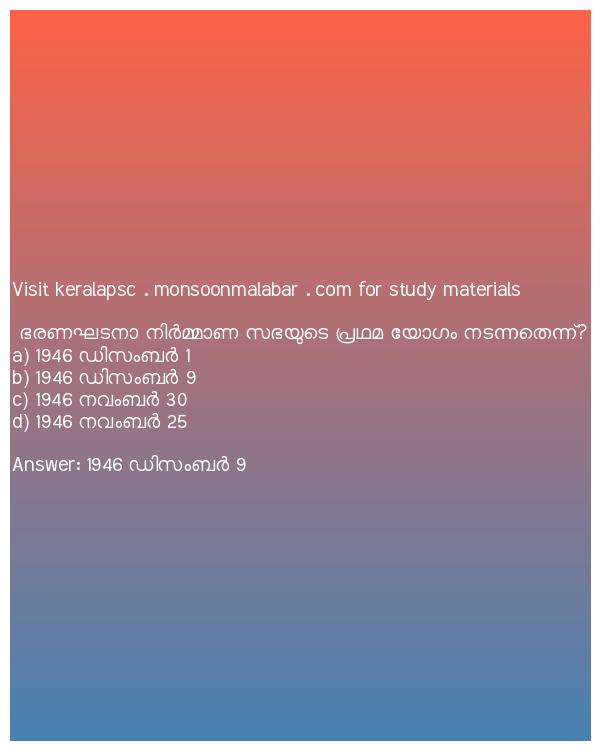 Visit keralapsc . monsoonmalabar . com for study materials
ഭരണഘടനാ നിർമ്മാണ സഭയുടെ പ്രഥമ യോഗം നടന്നതെന്ന്?
a) 1946 ഡിസംബർ 1
b) 1946 ഡിസംബർ 9
c) 1946 നവംബർ 30
d) 1946 നവംബർ 25
Answer: 1946 ഡിസംബർ 9